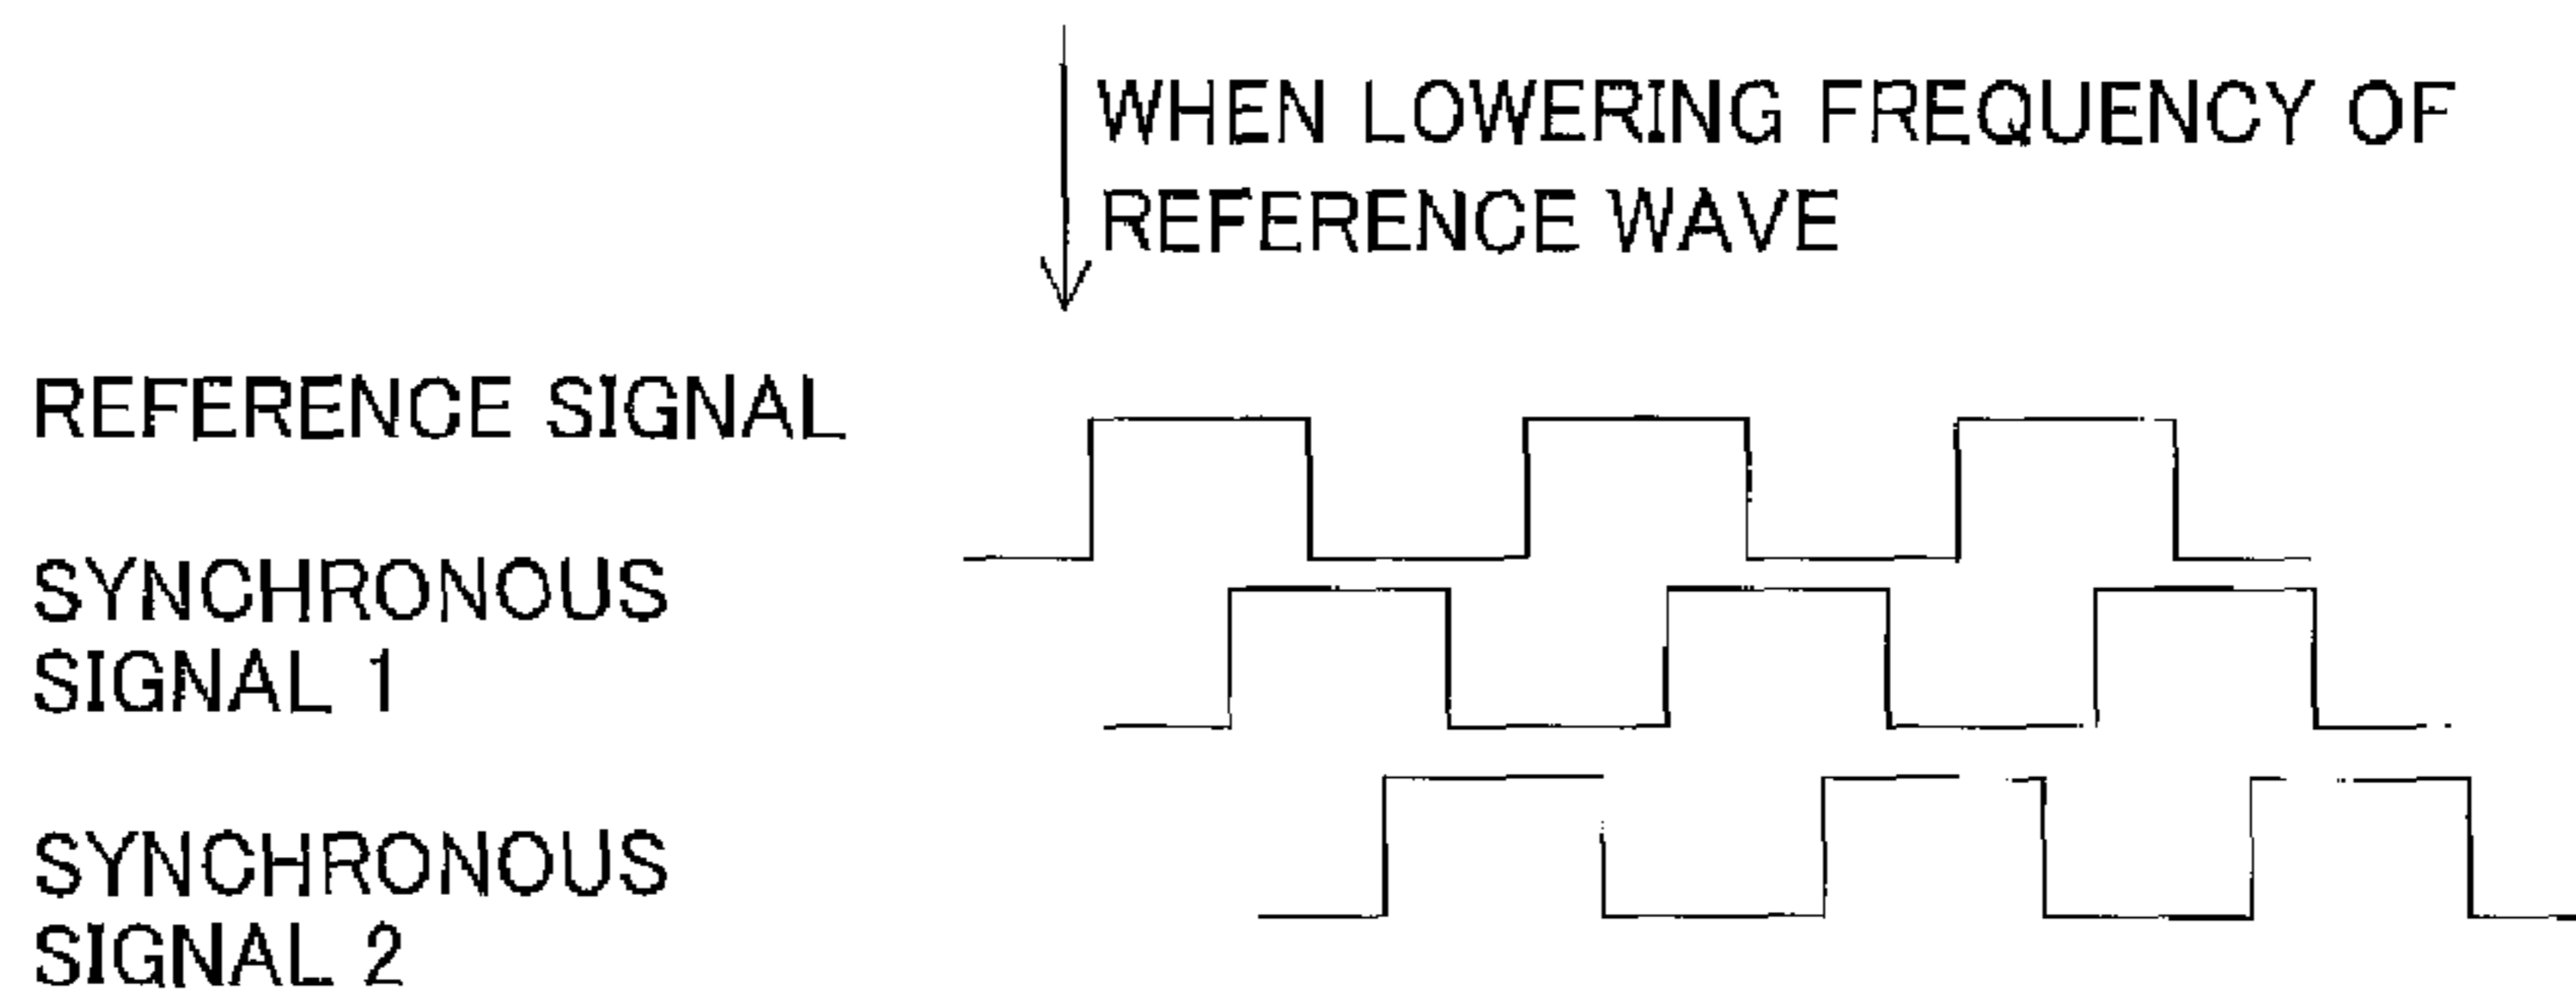 WHEN LOWERING FREQUENCY OF
REFERENCE WAVE
REFERENCE SIGNAL
SYNCHRONOUS
SIGNAL 1
SYNCHRONOUS
SIGNAL 2